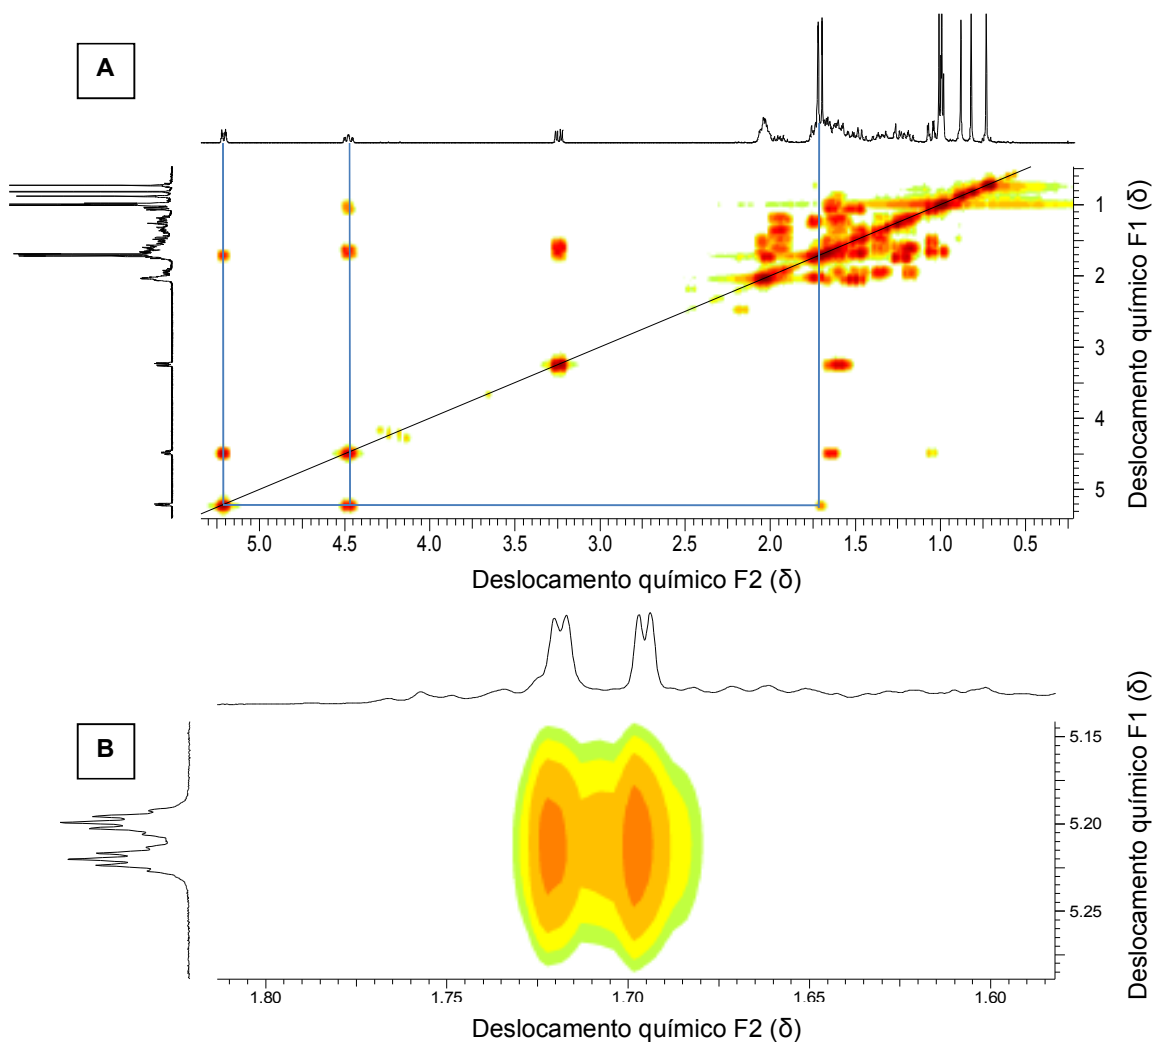 A
1
2
3
4
5
Deslocamento químico F1 (δ)
5.0 4.5 4.0 3.5 3.0 2.5 2.0 1.5 1.0 0.5
Deslocamento químico F2 (δ)
B
5.15
5.20
5.25
Deslocamento químico F1 (δ)
1.80 1.75 1.70 1.65 1.60
Deslocamento químico F2 (δ)